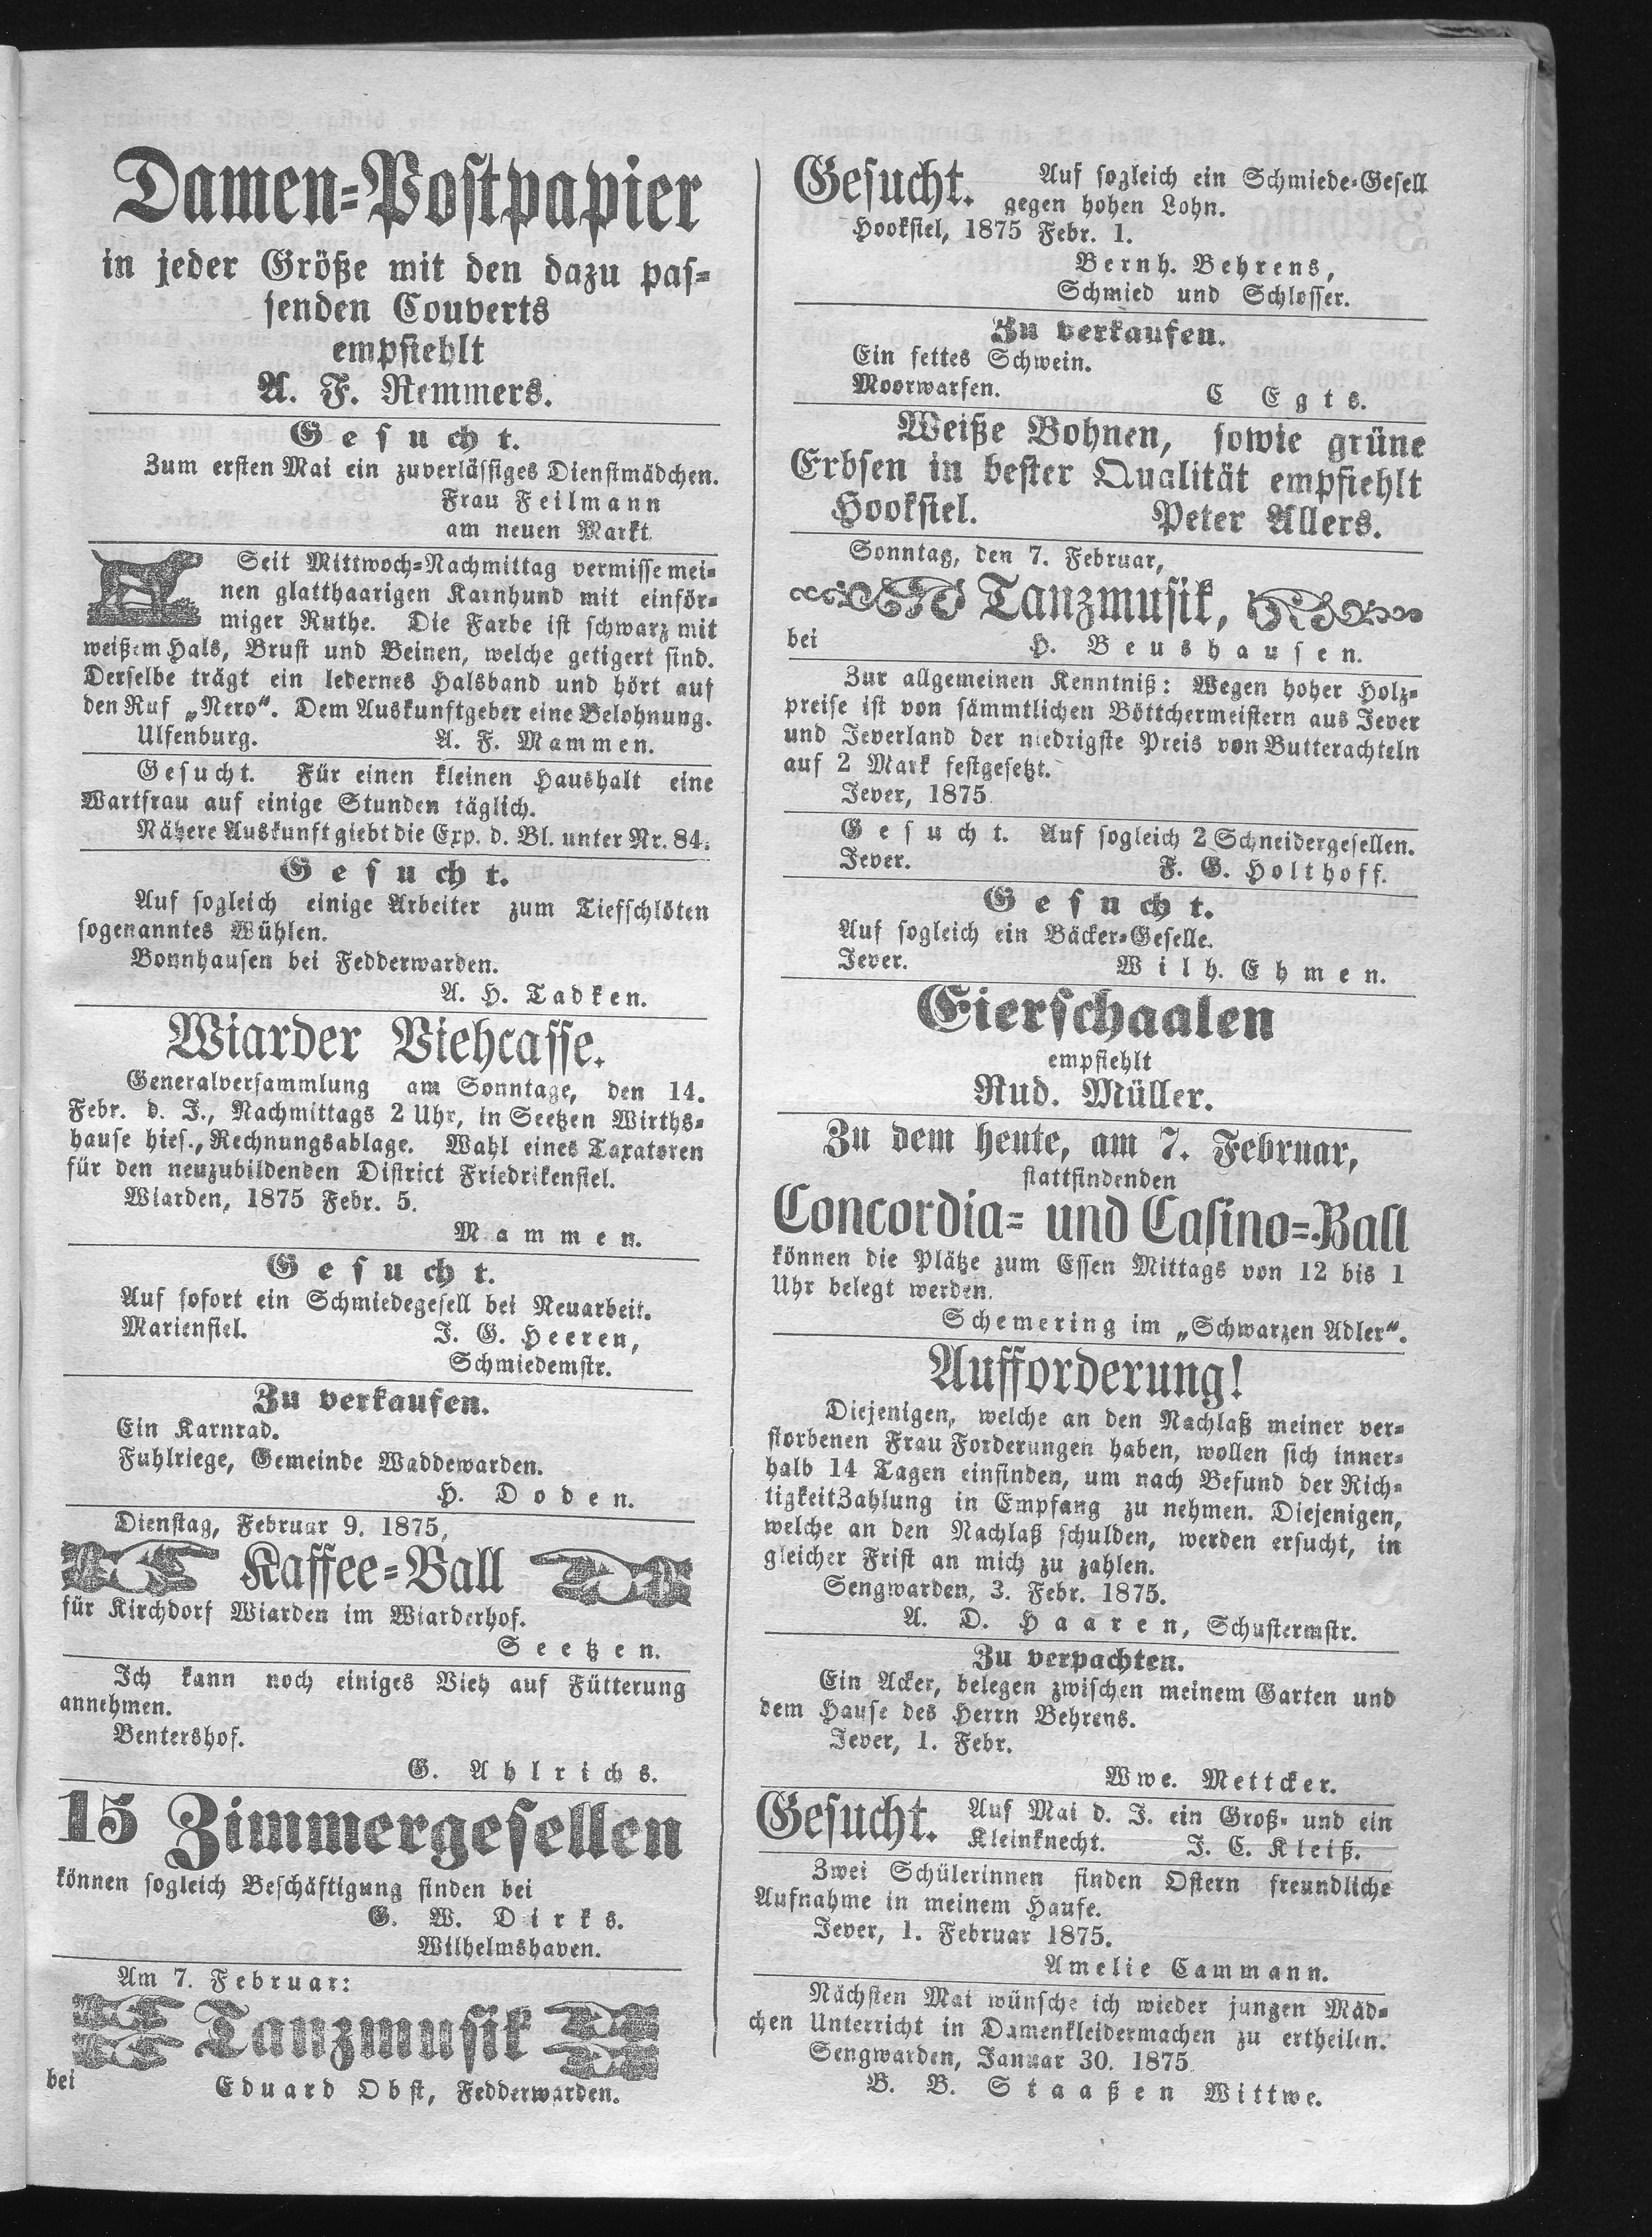 Damen-Postpapier
in jeder Größe mit den dazu pas-
senden Couverts
empfiehlt
A. F. Remmers.
Gesucht.
Zum ersten Mai ein zuverlässiges Dienstmädchen.
Frau Feilmann
am neuen Markt.
Seit Mittwoch-Nachmittag vermisse mei-
nen glatthaarigen Karnhund mit einför-
miger Ruthe. Die Farbe ist schwarz mit
weißem Hals, Brust und Beinen, welche getigert sind.
Derselbe trägt ein ledernes Halsband und hört auf
den Ruf „Nero“. Dem Auskunftgeber eine Belohnung.
Ulfenburg. A. F. Mammen.
Gesucht. Für einen kleinen Haushalt eine
Wartfrau auf einige Stunden täglich.
Nähere Auskunft giebt die Exp. d. Bl. unter Nr. 84.
Gesucht.
Auf sogleich einige Arbeiter zum Tiefschlöten
sogenanntes Wühlen.
Bonnhausen bei Fedderwarden.
A. H. Tadken.
Wiarder Viehcasse.
Generalversammlung am Sonntage, den 14.
Febr. d. J., Nachmittags 2 Uhr, in Seetzen Wirths-
hause hies., Rechnungsablage. Wahl eines Taxatoren
für den neuzubildenden District Friedrikensiel.
Wiarden, 1875 Febr. 5.
Mammen.
Gesucht.
Auf sofort ein Schmiedegesell bei Neuarbeit.
Mariensiel. J. G. Heeren,
Schmiedemstr.
Zu verkaufen.
Ein Karnrad.
Fuhlriege, Gemeinde Waddewarden.
H. Doden.
Dienstag, Februar 9. 1875,
Kaffee-Ball
für Kirchdorf Wiarden im Wiarderhof.
Seetzen.
Ich kann noch einiges Vieh auf Fütterung
annehmen.
Bentershof.
G. Ahlrichs.
15 Zimmergesellen
können sogleich Beschäftigung finden bei
G. W. Dirks.
Wilhelmshaven.
Am 7. Februar:
Tanzmusik
bei Eduard Obst, Fedderwarden.
Gesucht. Auf sogleich ein Schmiede-Gesell
gegen hohen Lohn.
Hooksiel, 1875 Febr. 1.
Bernh. Behrens,
Schmied und Schlosser.
Zu verkaufen.
Ein fettes Schwein.
Moorwarfen. C Egts.
Weiße Bohnen, sowie grüne
Erbsen in bester Qualität empfiehlt
Hooksiel. Peter Allers.
Sonntag, den 7. Februar,
Tanzmusik,
bei H. Beushausen.
Zur allgemeinen Kenntniß: Wegen hoher Holz-
preise ist von sämmtlichen Böttchermeistern aus Jever
und Jeverland der niedrigste Preis von Butterachteln
auf 2 Mark festgesetzt.
Jever, 1875.
Gesucht. Auf sogleich 2 Schneidergesellen.
Jever. F. G. Holthoff.
Gesucht.
Auf sogleich ein Bäcker-Geselle.
Jever. Wilh. Ehmen.
Eierschaalen
empfiehlt
Rud. Müller.
Zu dem heute, am 7. Februar,
stattfindenden
Concordia- und Casino-Ball
können die Plätze zum Essen Mittags von 12 bis 1
Uhr belegt werden.
Schemering im „Schwarzen Adler“.
Aufforderung!
Diejenigen, welche an den Nachlaß meiner ver-
storbenen Frau Forderungen haben, wollen sich inner-
halb 14 Tagen einfinden, um nach Befund der Rich-
tigkeit Zahlung in Empfang zu nehmen. Diejenigen,
welche an den Nachlaß schulden, werden ersucht, in
gleicher Frist an mich zu zahlen.
Sengwarden, 3. Febr. 1875.
A. D. Haaren, Schustermstr.
Zu verpachten.
Ein Acker, belegen zwischen meinem Garten und
dem Hause des Herrn Behrens.
Jever, 1. Febr.
Wwe. Mettcker.
Gesucht. Auf Mai d. J. ein Groß- und ein
Kleinknecht. J. C. Kleiß.
Zwei Schülerinnen finden Ostern freundliche
Aufnahme in meinem Hause.
Jever, 1. Februar 1875.
Amelie Cammann.
Nächsten Mai wünsche ich wieder jungen Mäd-
chen Unterricht in Damenkleidermachen zu ertheilen.
Sengwarden, Januar 30. 1875.
B. B. Staaßen Wittwe.